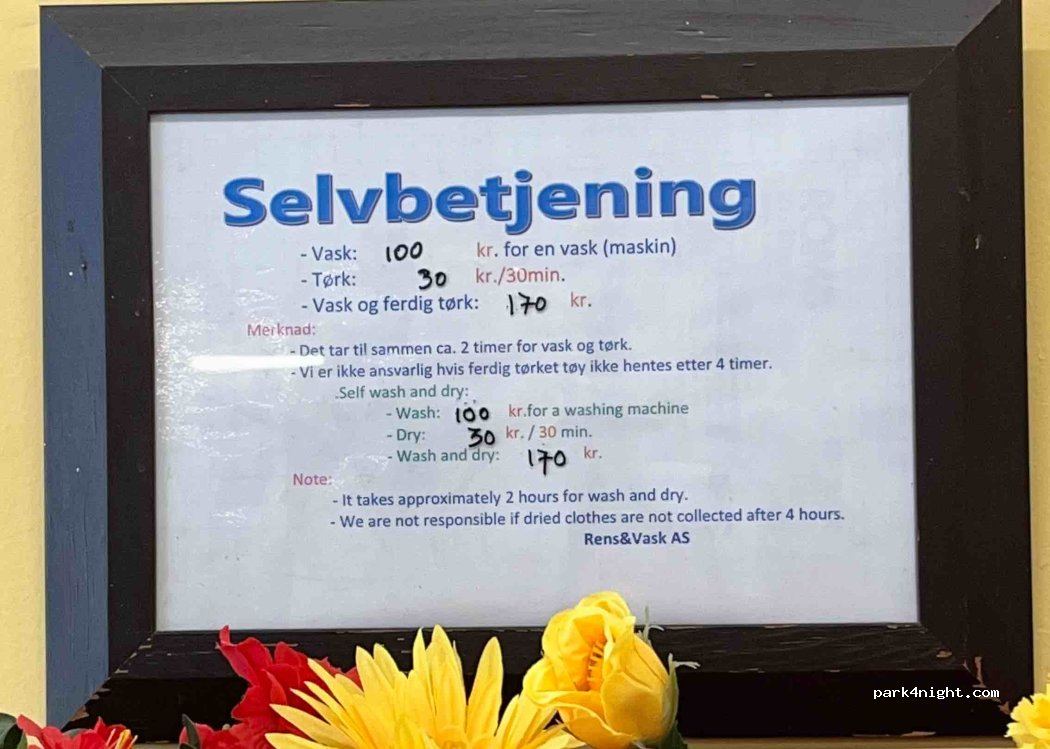 Selvbetjening
- Vask: 100 kr. for en vask (maskin)
- Tørk: 30 kr./30min.
- Vask og ferdig tørk: 170 kr.
Merknad:
- Det tar til sammen ca. 2 timer for vask og tørk.
- Vi er ikke ansvarlig hvis ferdig tørket tøy ikke hentes etter 4 timer.
.Self wash and dry:
- Wash: 100 kr.for a washing machine
- Dry: 30 kr. / 30 min.
- Wash and dry: 170 kr.
Note:
- It takes approximately 2 hours for wash and dry.
- We are not responsible if dried clothes are not collected after 4 hours.
Rens&Vask AS
park4night.com